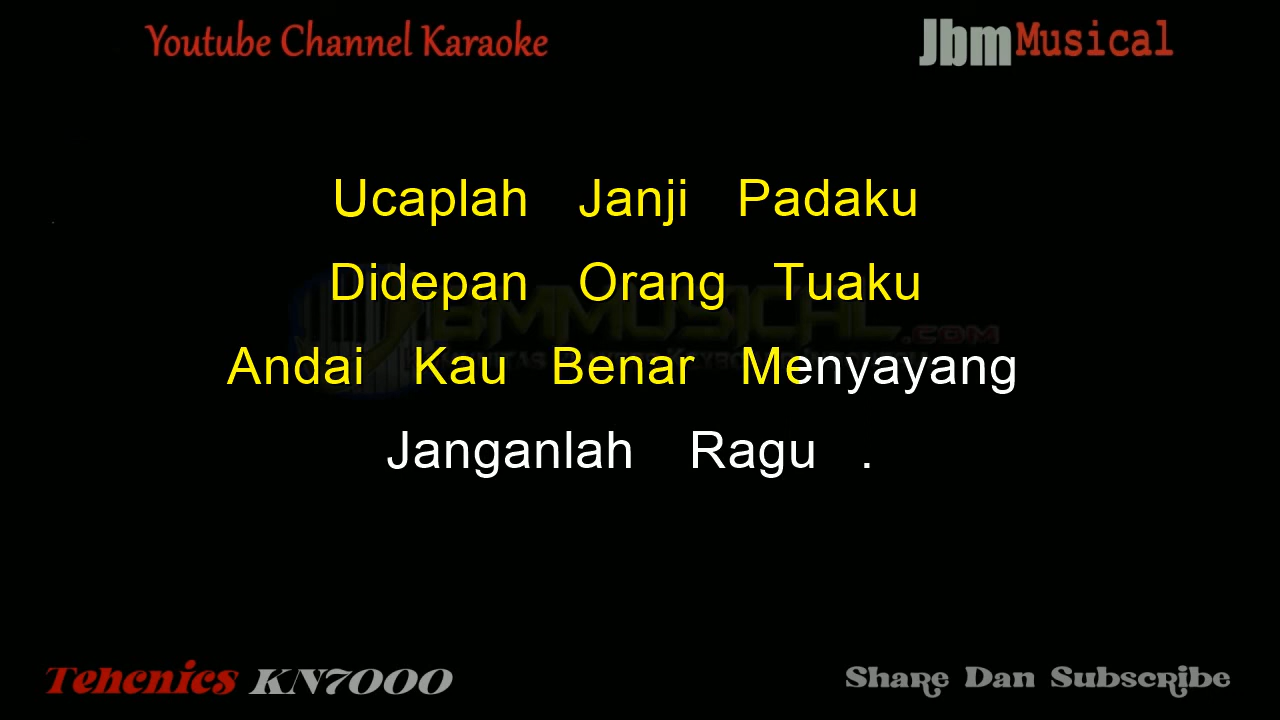 Youtube Channel Karaoke
JbmMusical
Ucaplah Janji Padaku
Didepan Orang Tuaku
Andai Kau Benar Menyayang
Janganlah Ragu .
Tehcnics KN7000
Share Dan Subscribe